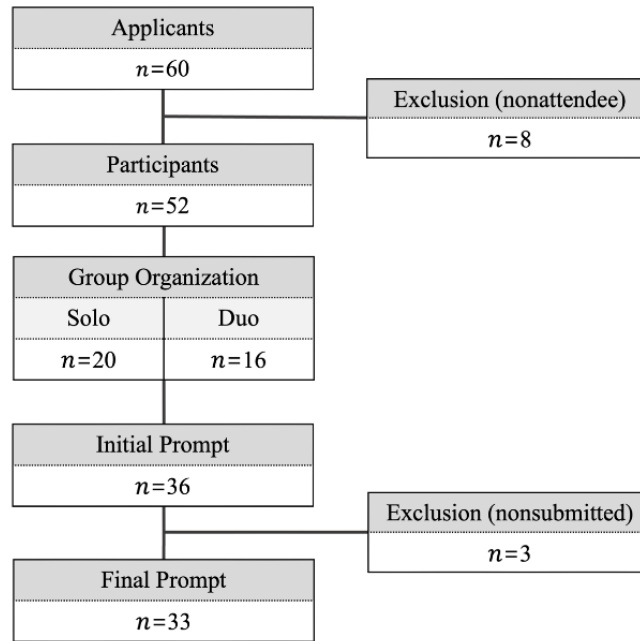 Applicants
n=60
Exclusion (nonattendee)
n=8
Participants
n=52
Group Organization
Solo Duo
n=20 n=16
Initial Prompt
n=36
Exclusion (nonsubmitted)
n=3
Final Prompt
n=33